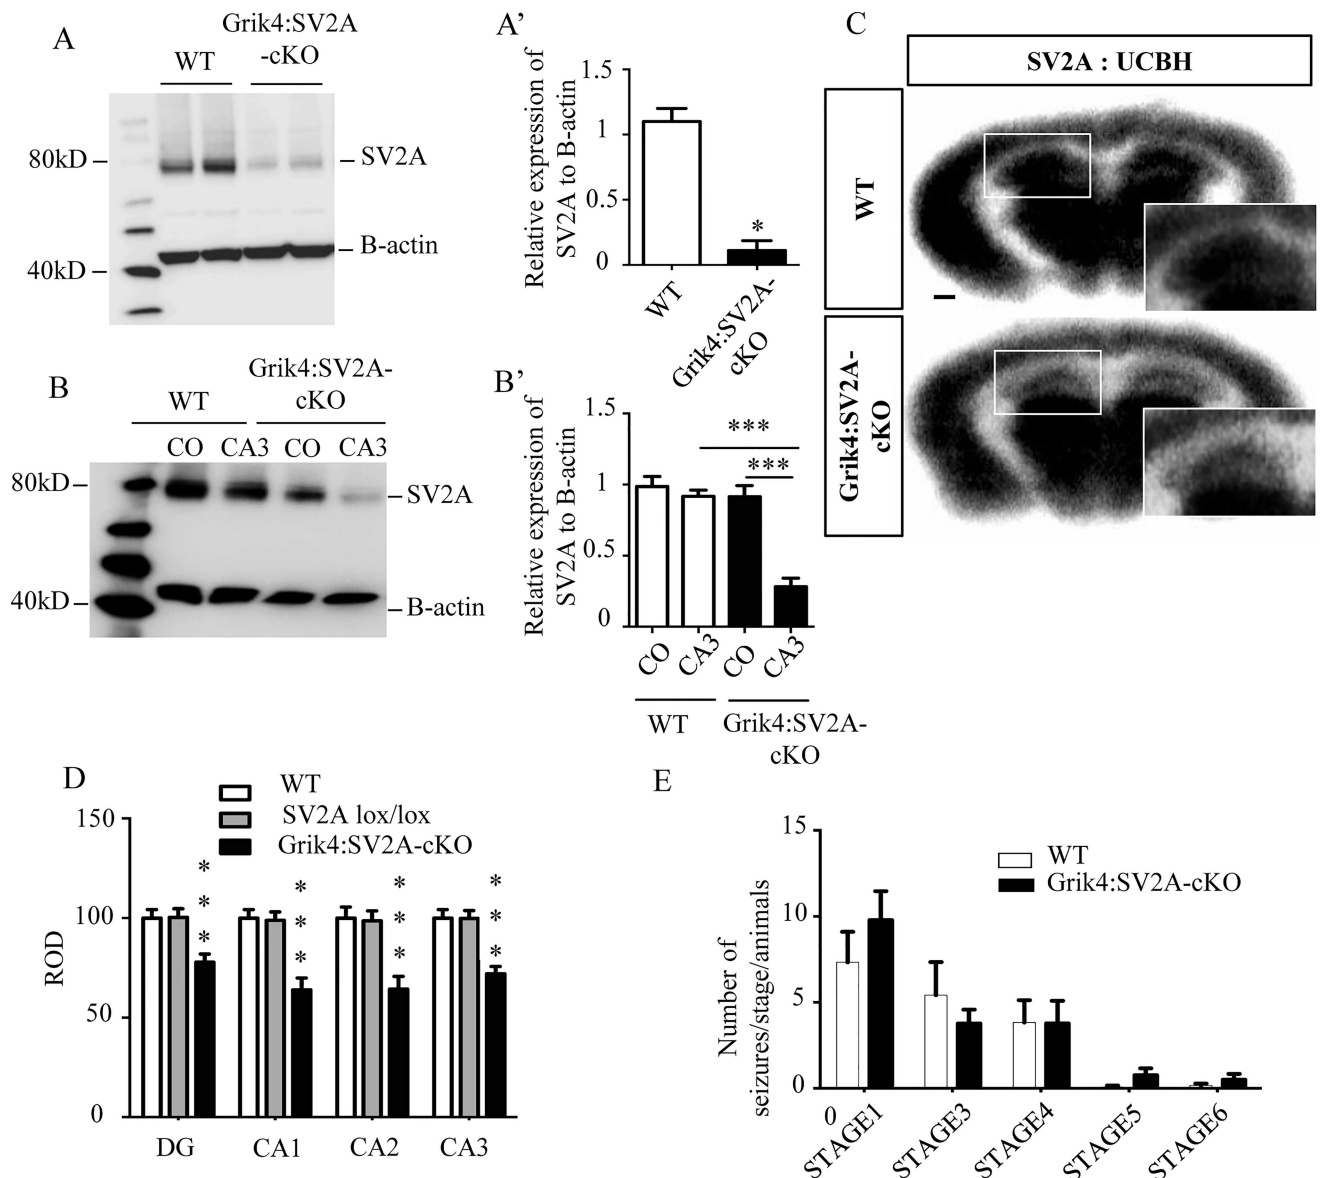 A
WT
Grik4:SV2A
-cKO
80kD
SV2A
B-actin
40kD
A'
Relative expression of
SV2A to B-actin
1.5
1
0.5
0
*
WT
Grik4:SV2A-
cKO
C
SV2A : UCBH
WT
Grik4:SV2A-
cKO
B
WT
Grik4:SV2A-
cKO
CO CA3 CO CA3
80kD
SV2A
40kD
B-actin
B'
Relative expression of
SV2A to B-actin
1.5
1
0.5
0
***
***
CO
CA3
CO
CA3
WT
Grik4:SV2A-
cKO
D
WT
SV2A lox/lox
Grik4:SV2A-cKO
ROD
150
100
50
0
***
***
***
***
DG
CA1
CA2
CA3
E
WT
Grik4:SV2A-cKO
Number of
seizures/stage/animals
15
10
5
0
0
STAGE1
STAGE3
STAGE4
STAGE5
STAGE6